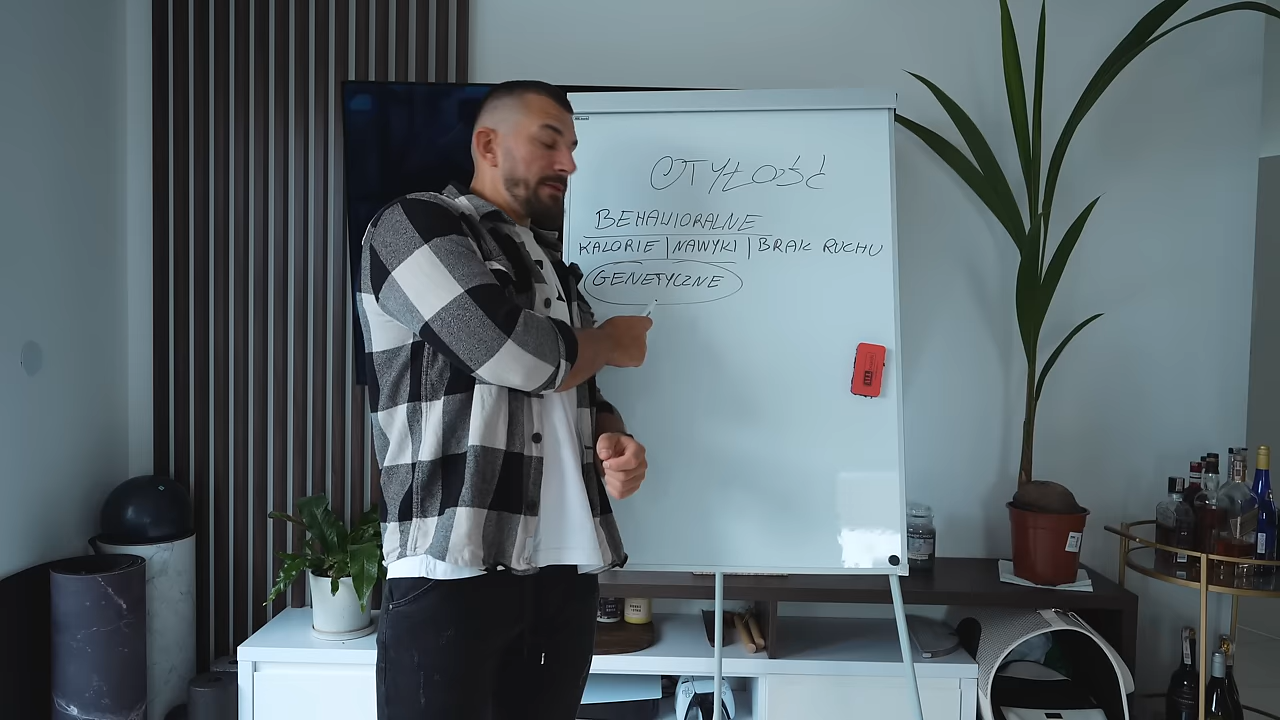 OTYŁOŚĆ
BEHAWIORALNE
KALORIE | NAWYKI | BRAK RUCHU
GENETYCZNE